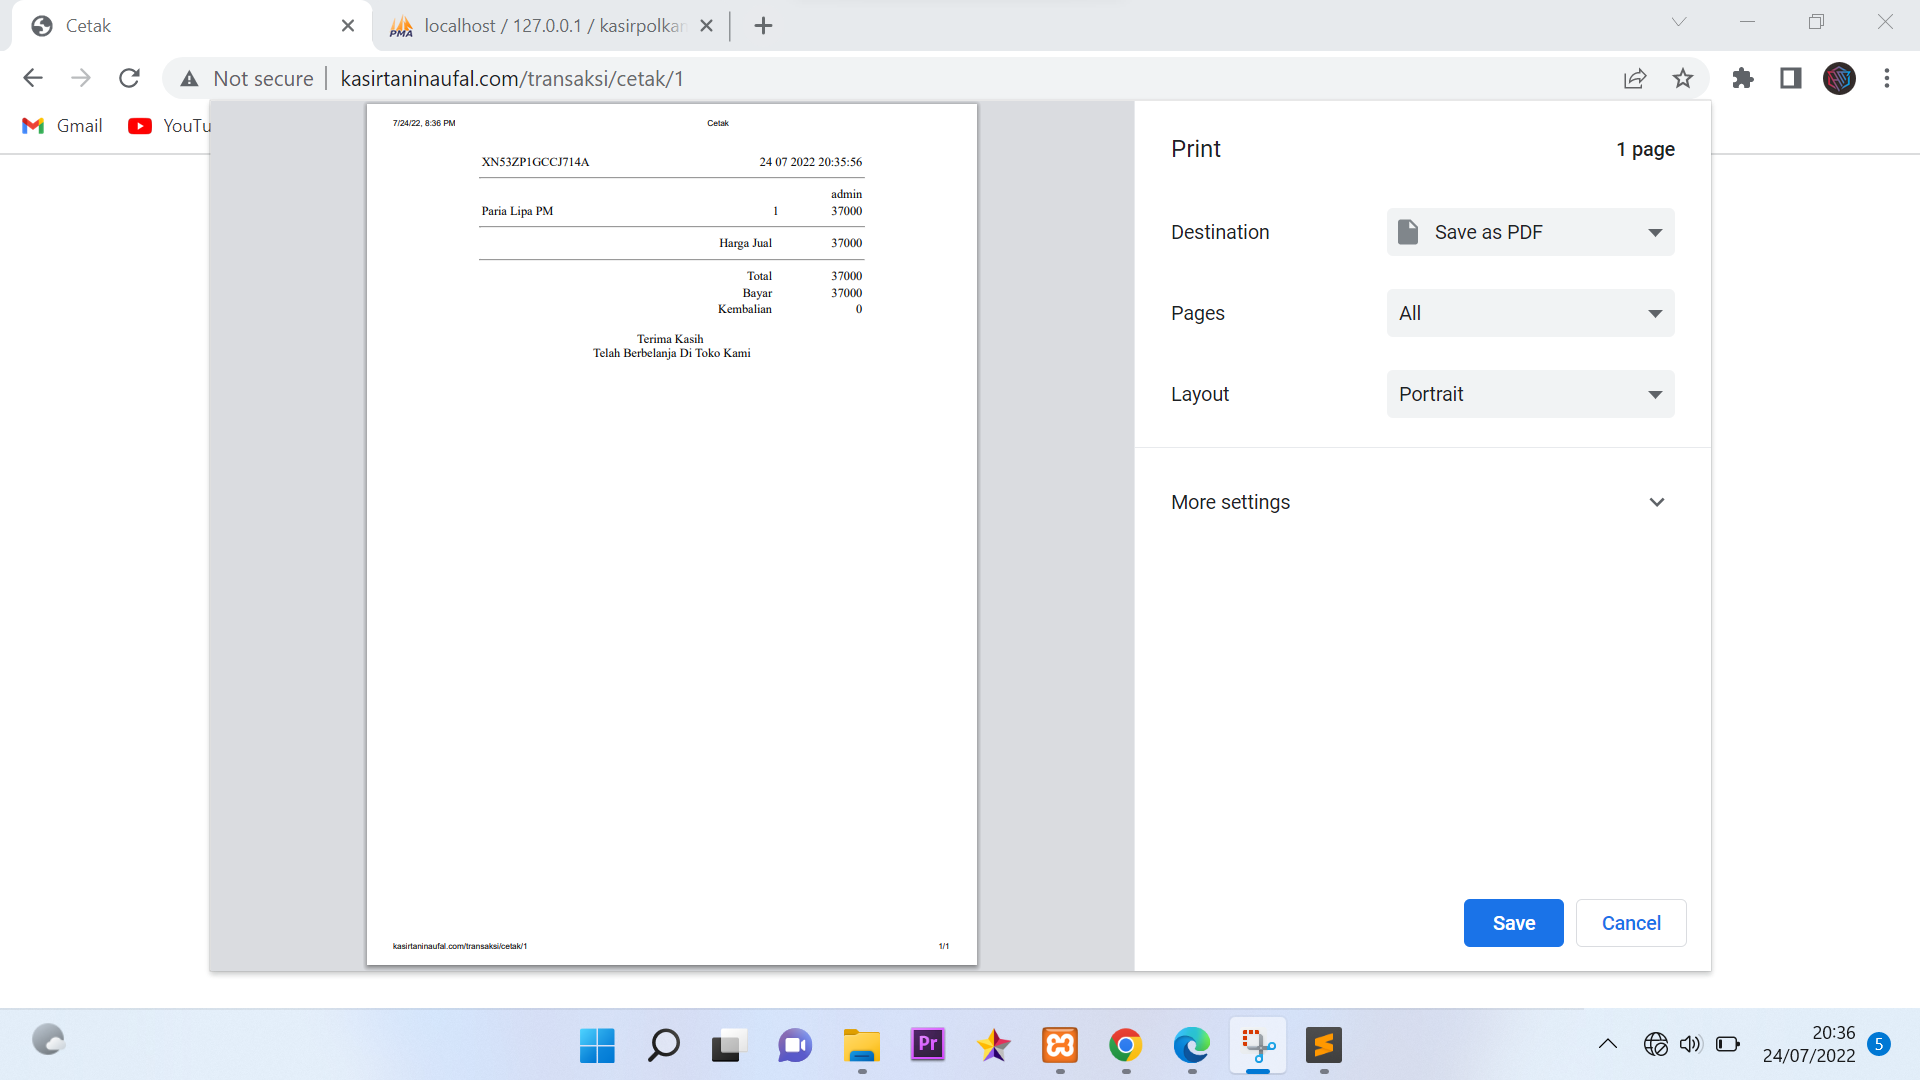 Cetak
localhost / 127.0.0.1 / kasirpolkan
Not secure
kasirtaninaufal.com/transaksi/cetak/1
Gmail
YouTu
7/24/22, 8:36 PM Cetak
XN53ZP1GCCJ714A 24 07 2022 20:35:56
admin
Paria Lipa PM 1 37000
Harga Jual 37000
Total 37000
Bayar 37000
Kembalian 0
Terima Kasih
Telah Berbelanja Di Toko Kami
kasirtaninaufal.com/transaksi/cetak/1 1/1
Print 1 page
Destination Save as PDF
Pages All
Layout Portrait
More settings
Save Cancel
PMA
Pr
20:36
24/07/2022
5